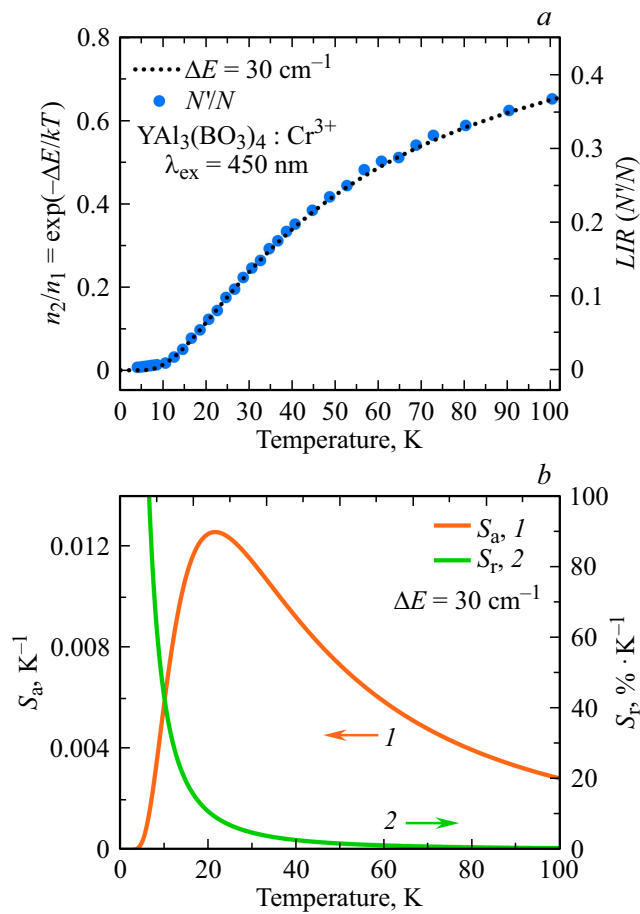 a
0.8
0.6
0.4
0.2
0
n₂/n₁ = exp(−ΔE/kT)
ΔE = 30 cm⁻¹
N'/N
YAl₃(BO₃)₄ : Cr³⁺
λₑₓ = 450 nm
0.4
0.3
0.2
0.1
0
LIR (N'/N)
0 10 20 30 40 50 60 70 80 90 100
Temperature, K
b
0.012
0.008
0.004
0
Sₐ, K⁻¹
Sₐ, 1
Sᵣ, 2
ΔE = 30 cm⁻¹
1
2
100
80
60
40
20
0
Sᵣ, % · K⁻¹
0 20 40 60 80 100
Temperature, K